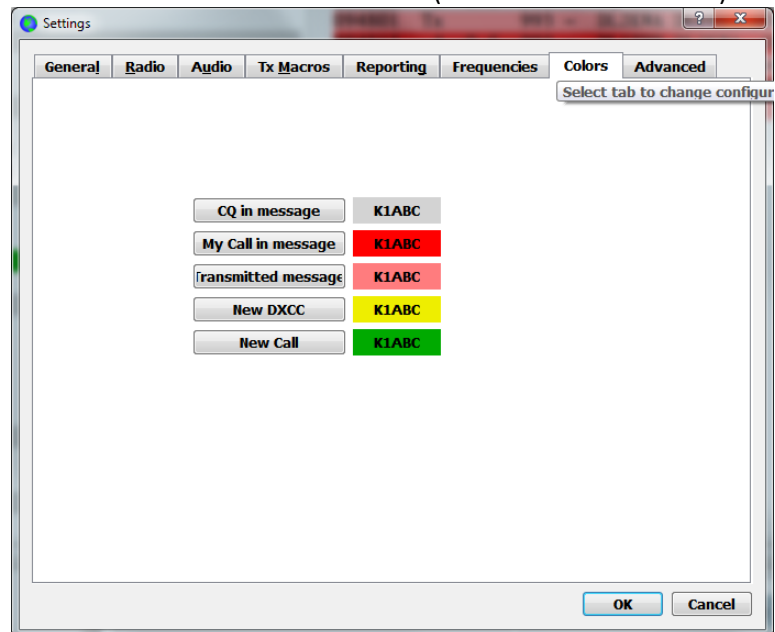 Settings
General Radio Audio Tx Macros Reporting Frequencies Colors Advanced
Select tab to change configur
CQ in message K1ABC
My Call in message K1ABC
Transmitted message K1ABC
New DXCC K1ABC
New Call K1ABC
OK Cancel